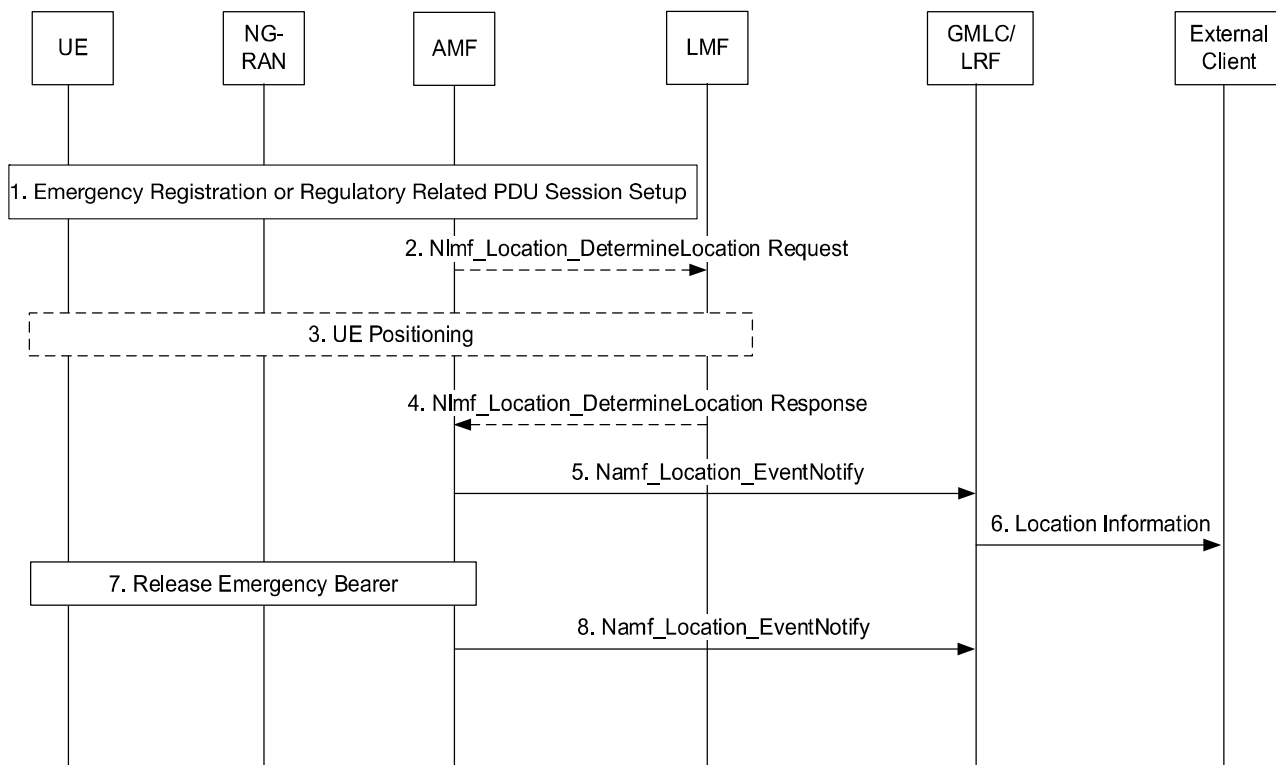 UE
NG-
RAN
AMF
LMF
GMLC/
LRF
External
Client
1. Emergency Registration or Regulatory Related PDU Session Setup
2. Nlmf_Location_DetermineLocation Request
3. UE Positioning
4. Nlmf_Location_DetermineLocation Response
5. Namf_Location_EventNotify
6. Location Information
7. Release Emergency Bearer
8. Namf_Location_EventNotify